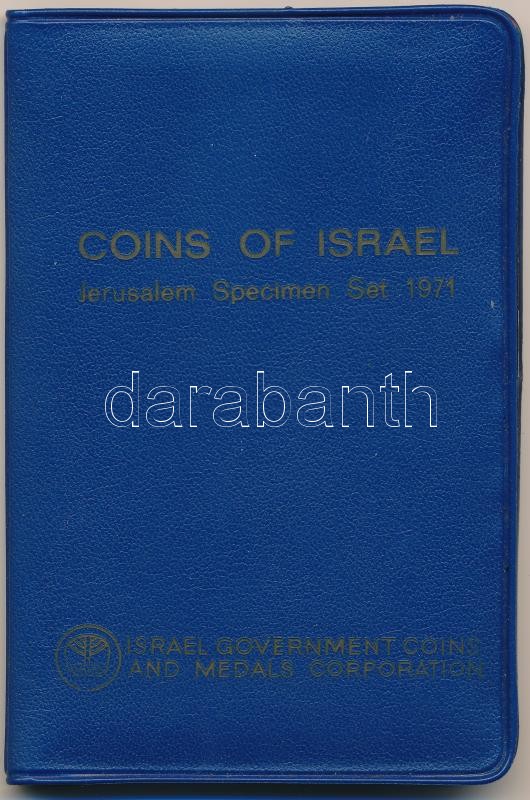 COINS OF ISRAEL
Jerusalem Specimen Set 1971
darabanth
ISRAEL GOVERNMENT COINS
AND MEDALS CORPORATION